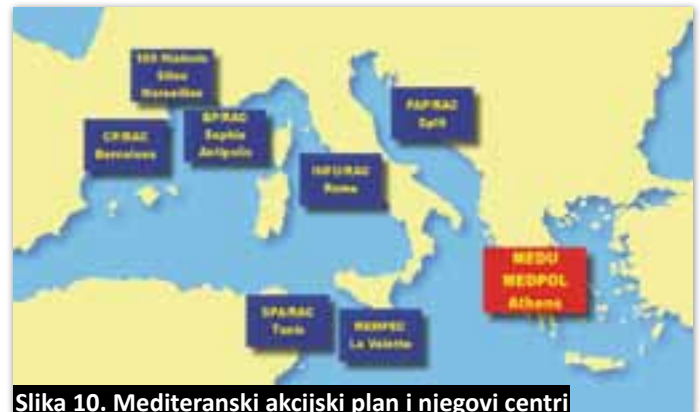 100 Historic
Sites
Marseilles
BP/RAC
Sophia
Antipolis
CP/RAC
Barcelona
INFO/RAC
Rome
PAP/RAC
Split
MEDU
MEDPOL
Athens
SPA/RAC
Tunis
REMPEC
La Valette
Slika 10. Mediteranski akcijski plan i njegovi centri